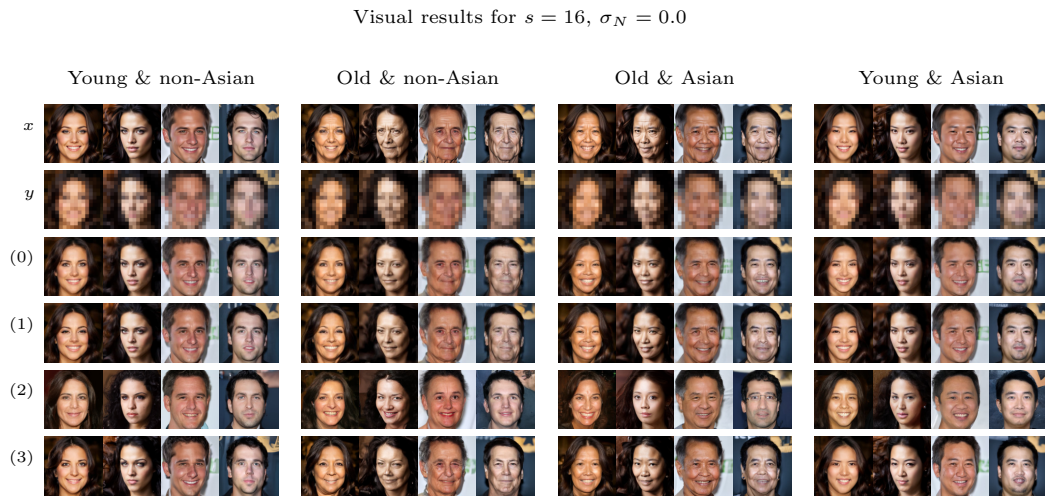 Visual results for s = 16, σ_N = 0.0
Young & non-Asian Old & non-Asian Old & Asian Young & Asian
x
y
(0)
(1)
(2)
(3)